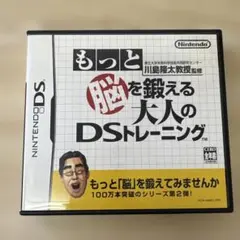 Nintendo
もっと
東北大学未来科学技術共同研究センター
川島隆太教授監修
脳を鍛える
大人の
DSトレーニング
NINTENDO DS
もっと「脳」を鍛えてみませんか
100万本突破のシリーズ第2弾!